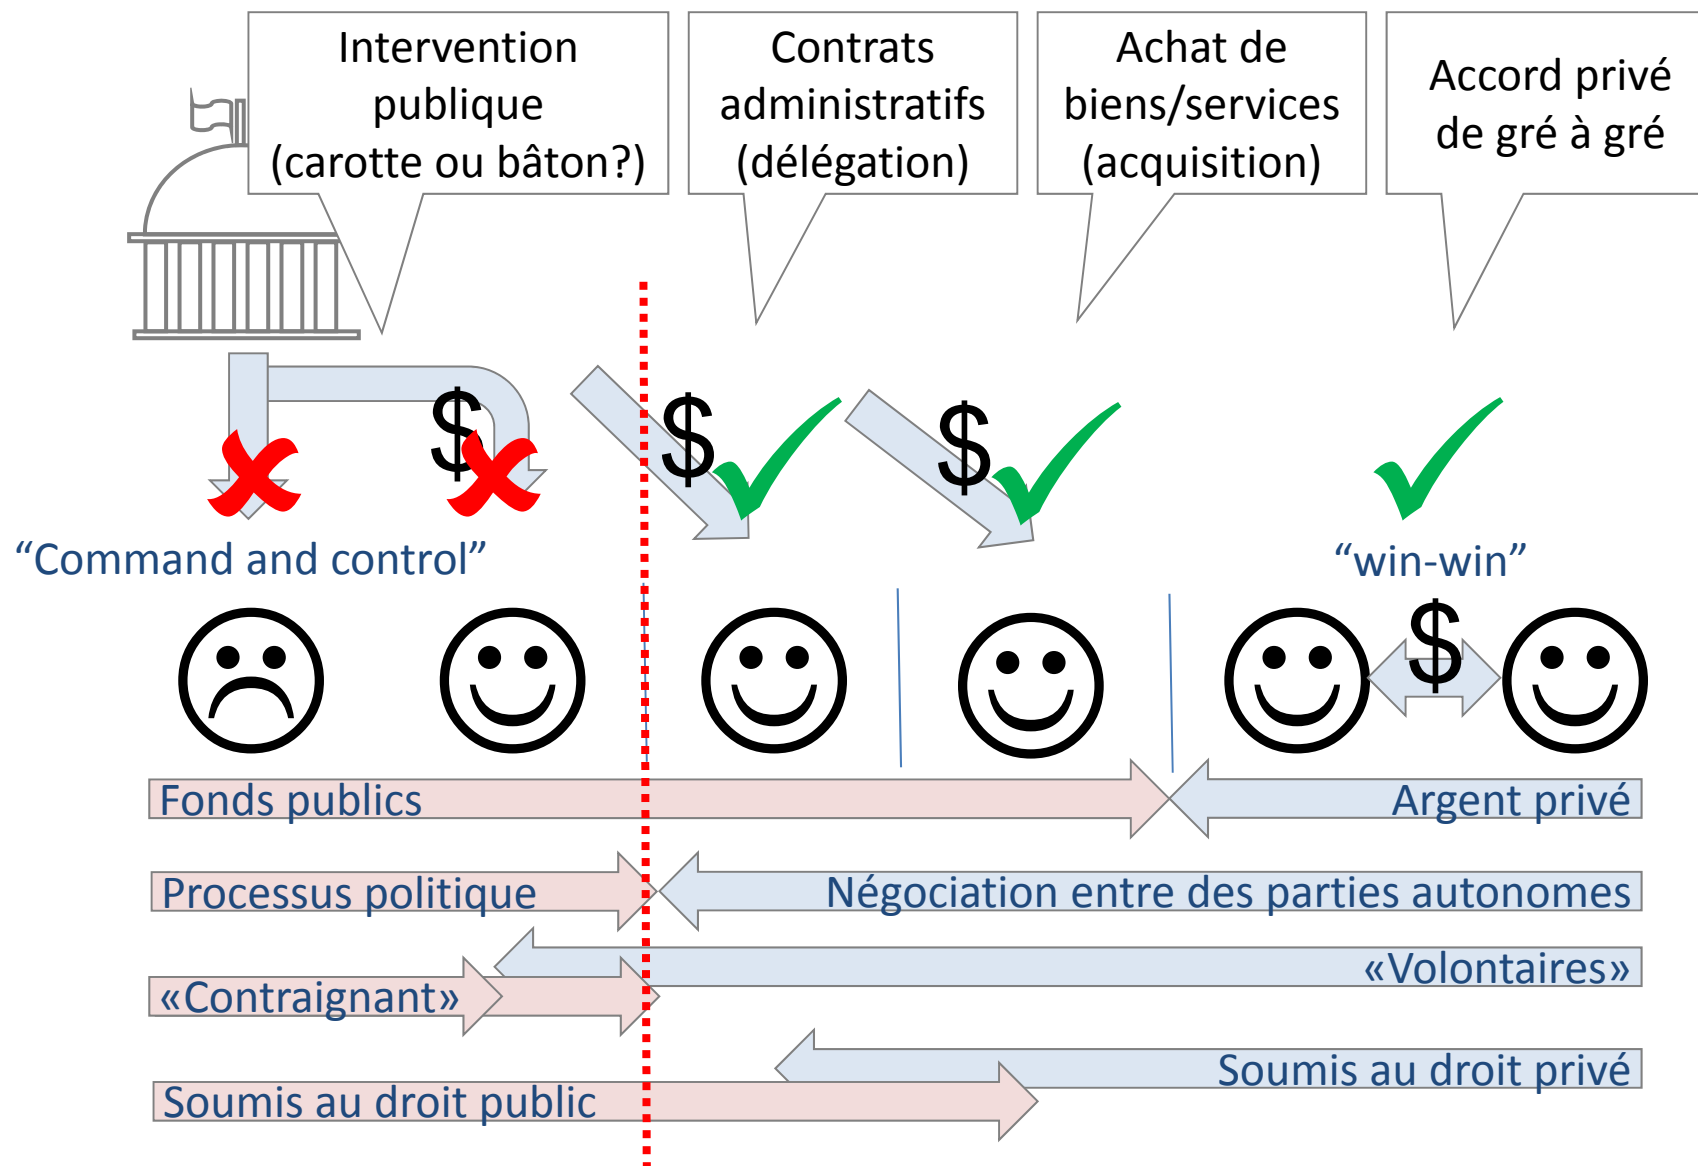 Intervention
publique
(carotte ou bâton?)
Contrats
administratifs
(délégation)
Achat de
biens/services
(acquisition)
Accord privé
de gré à gré
$
$
$
“Command and control”
“win-win”
$
Fonds publics
Argent privé
Processus politique
Négociation entre des parties autonomes
«Volontaires»
«Contraignant»
Soumis au droit privé
Soumis au droit public